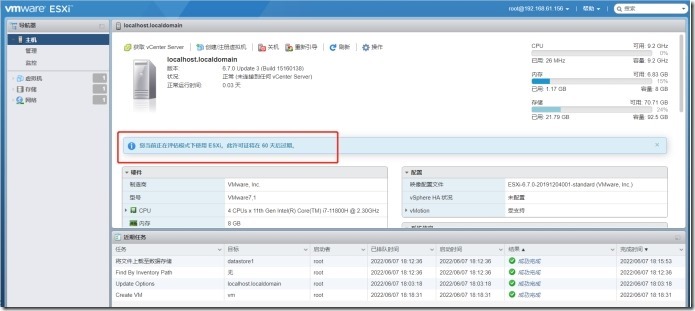 vmware ESXi™
root@192.168.61.156 | 帮助 | 搜索
导航器
localhost.localdomain
主机
管理
监控
虚拟机 1
存储 1
网络 1
获取 vCenter Server | 创建/注册虚拟机 | 关机 重新引导 | 刷新 | 操作
localhost.localdomain
版本 6.7.0 Update 3 (Build 15160138)
状况 正常 (未连接到任何 vCenter Server)
正常运行时间 0.03 天
CPU 可用: 9.2 GHz
0%
已用: 26 MHz 容量: 9.2 GHz
内存 可用: 6.83 GB
15%
已用: 1.17 GB 容量: 8 GB
存储 可用: 70.71 GB
24%
已用: 21.79 GB 容量: 92.5 GB
您当前正在评估模式下使用 ESXi。此许可证将在 60 天后过期。
硬件
制造商 VMware, Inc.
型号 VMware7,1
CPU 4 CPUs x 11th Gen Intel(R) Core(TM) i7-11800H @ 2.30GHz
内存 8 GB
配置
映像配置文件 ESXi-6.7.0-20191204001-standard (VMware, Inc.)
vSphere HA 状况 未配置
vMotion 受支持
近期任务
任务 目标 启动者 已排队时间 启动时间 结果 完成时间
将文件上载至数据存储 datastore1 root 2022/06/07 18:12:36 2022/06/07 18:12:36 成功完成 2022/06/07 18:15:53
Find By Inventory Path 无 root 2022/06/07 18:12:36 2022/06/07 18:12:36 成功完成 2022/06/07 18:12:36
Update Options localhost.localdomain root 2022/06/07 18:03:18 2022/06/07 18:03:18 成功完成 2022/06/07 18:03:18
Create VM vm root 2022/06/07 18:18:31 2022/06/07 18:18:31 成功完成 2022/06/07 18:18:31